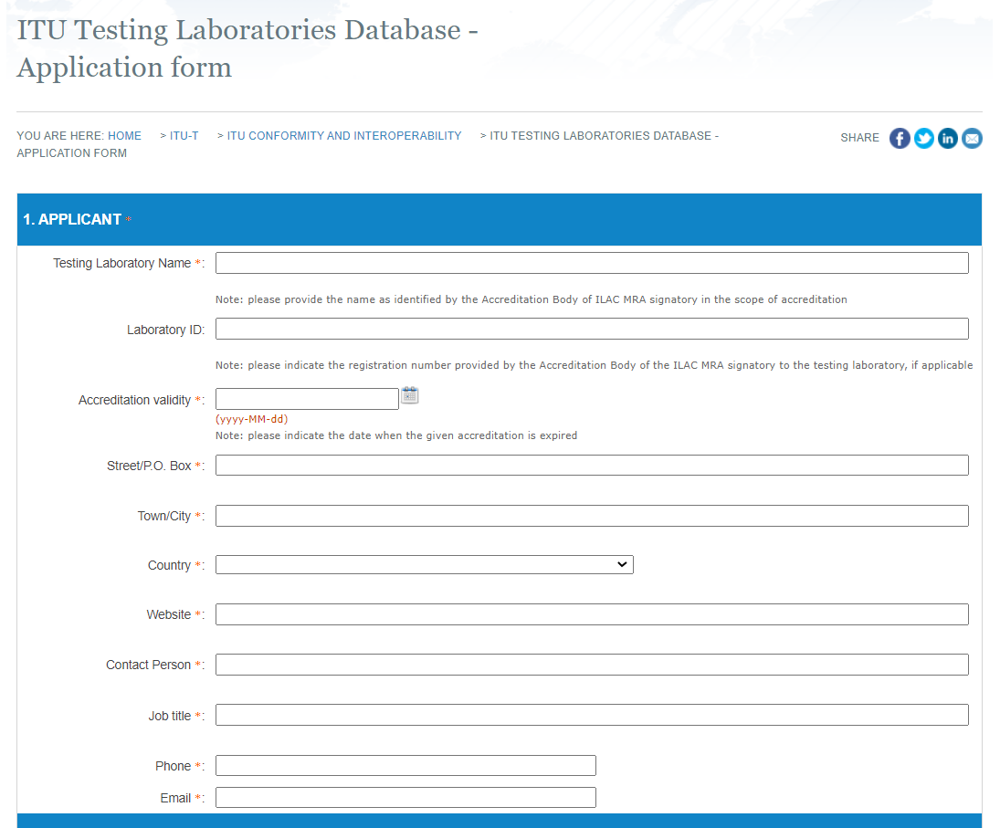 ITU Testing Laboratories Database -
Application form
YOU ARE HERE: HOME > ITU-T > ITU CONFORMITY AND INTEROPERABILITY > ITU TESTING LABORATORIES DATABASE -
APPLICATION FORM
SHARE
1. APPLICANT *
Testing Laboratory Name *:
Note: please provide the name as identified by the Accreditation Body of ILAC MRA signatory in the scope of accreditation
Laboratory ID:
Note: please indicate the registration number provided by the Accreditation Body of the ILAC MRA signatory to the testing laboratory, if applicable
Accreditation validity *:
(yyyy-MM-dd)
Note: please indicate the date when the given accreditation is expired
Street/P.O. Box *:
Town/City *:
Country *:
Website *:
Contact Person *:
Job title *:
Phone *:
Email *: